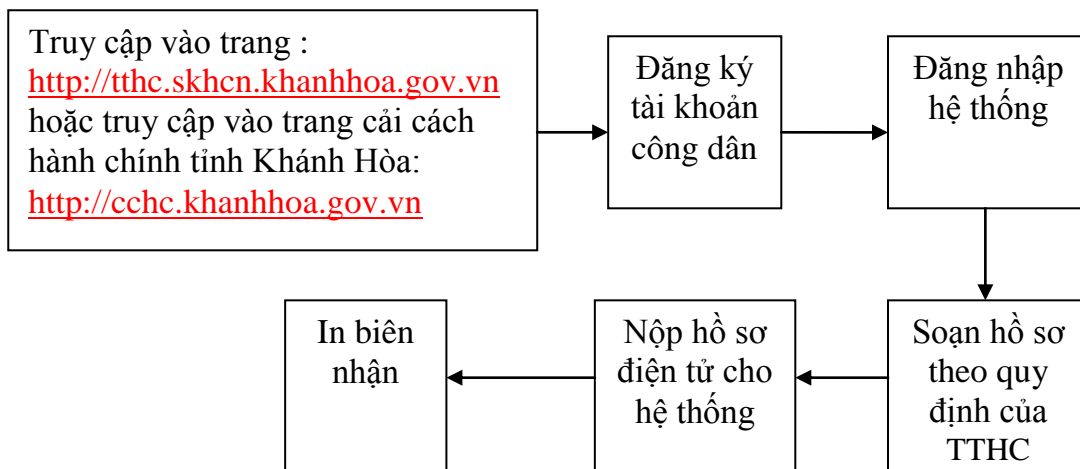 Truy cập vào trang :
http://tthc.skhcn.khanhhoa.gov.vn
hoặc truy cập vào trang cải cách
hành chính tỉnh Khánh Hòa:
http://cchc.khanhhoa.gov.vn
Đăng ký
tài khoản
công dân
Đăng nhập
hệ thống
Soạn hồ sơ
theo quy
định của
TTHC
Nộp hồ sơ
điện tử cho
hệ thống
In biên
nhận